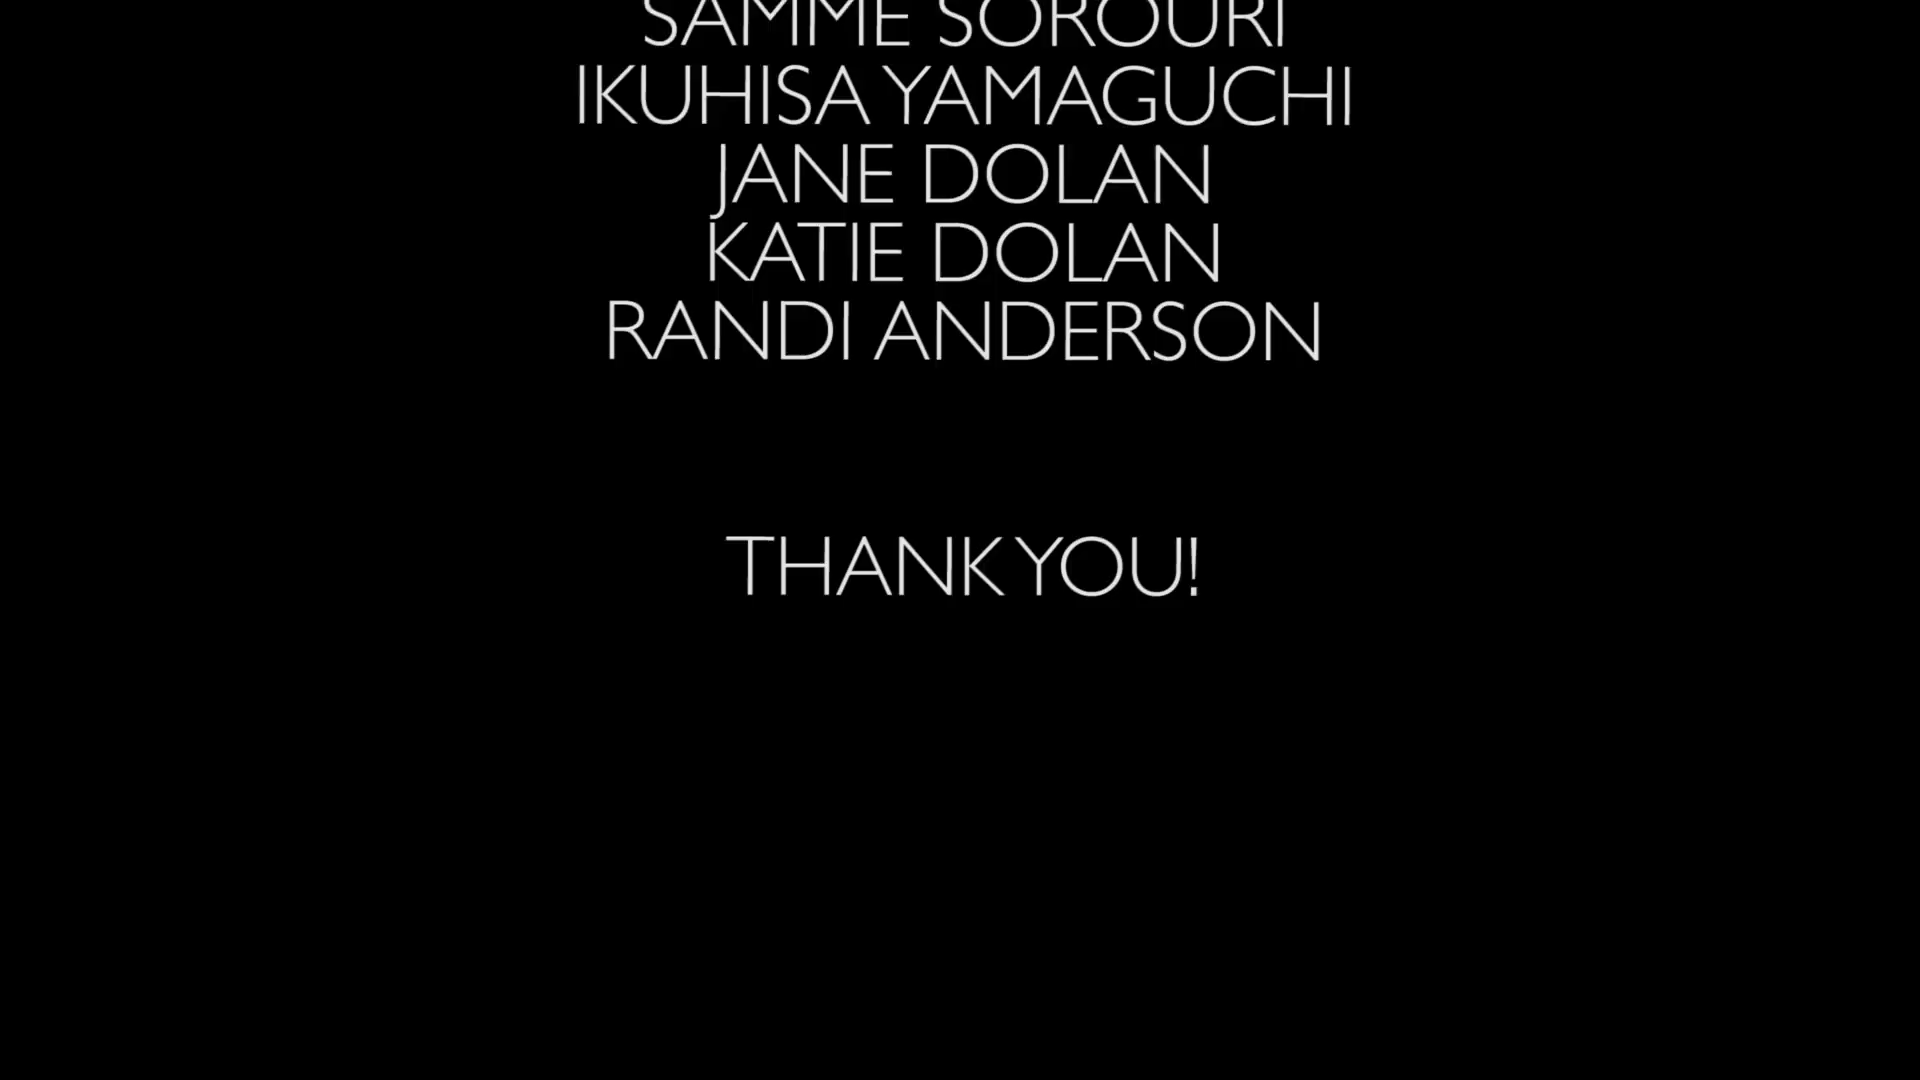 SAMME SOROURI
IKUHISA YAMAGUCHI
JANE DOLAN
KATIE DOLAN
RANDI ANDERSON
THANK YOU!